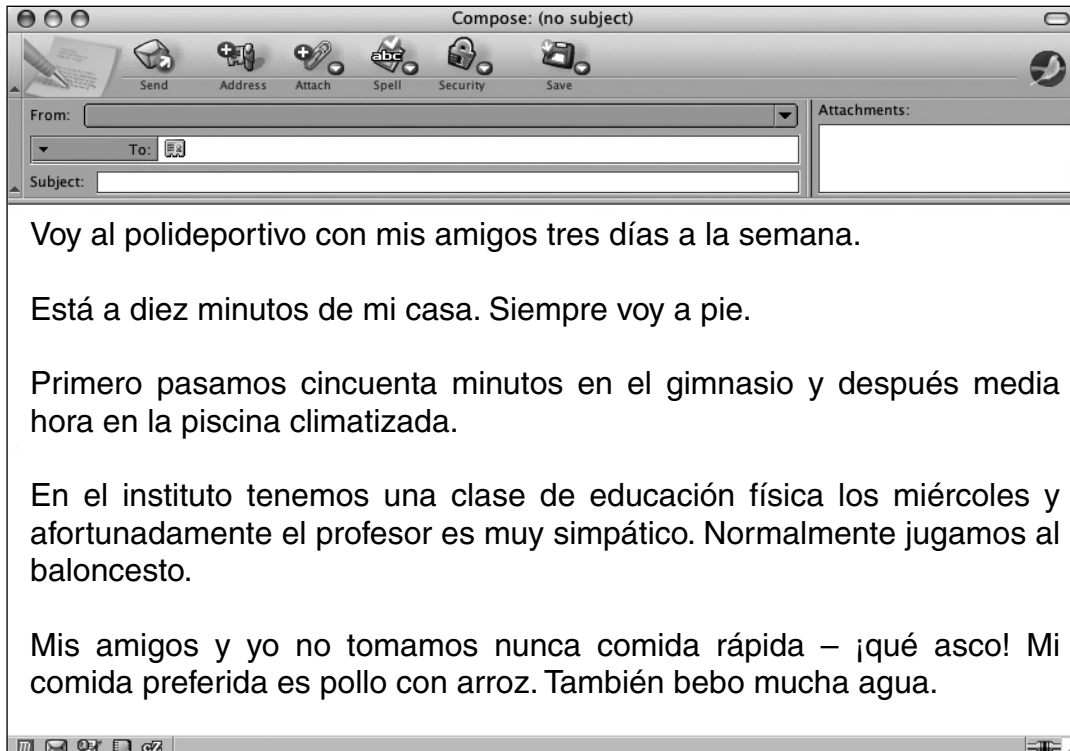 Compose: (no subject)
Send Address Attach Spell Security Save
From:
Attachments:
To:
Subject:
Voy al polideportivo con mis amigos tres días a la semana.
Está a diez minutos de mi casa. Siempre voy a pie.
Primero pasamos cincuenta minutos en el gimnasio y después media
hora en la piscina climatizada.
En el instituto tenemos una clase de educación física los miércoles y
afortunadamente el profesor es muy simpático. Normalmente jugamos al
baloncesto.
Mis amigos y yo no tomamos nunca comida rápida – ¡qué asco! Mi
comida preferida es pollo con arroz. También bebo mucha agua.